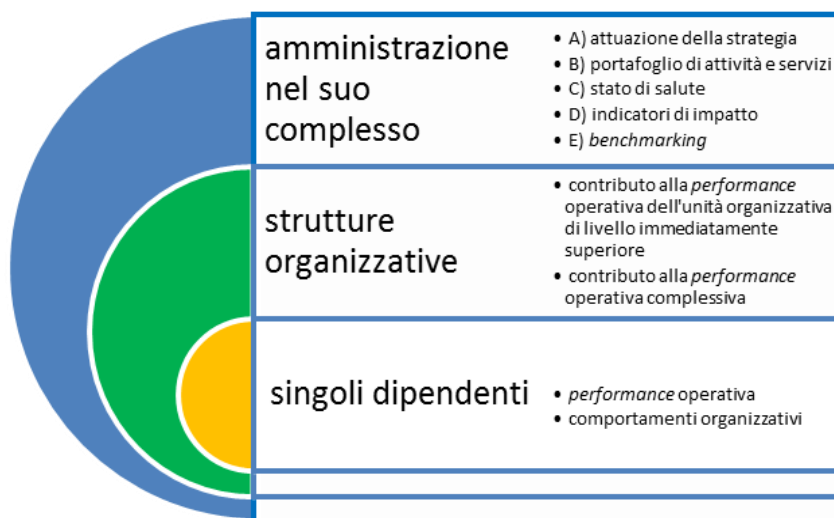 amministrazione
nel suo
complesso
• A) attuazione della strategia
• B) portafoglio di attività e servizi
• C) stato di salute
• D) indicatori di impatto
• E) benchmarking
strutture
organizzative
• contributo alla performance
operativa dell'unità organizzativa
di livello immediatamente
superiore
• contributo alla performance
operativa complessiva
singoli dipendenti
• performance operativa
• comportamenti organizzativi